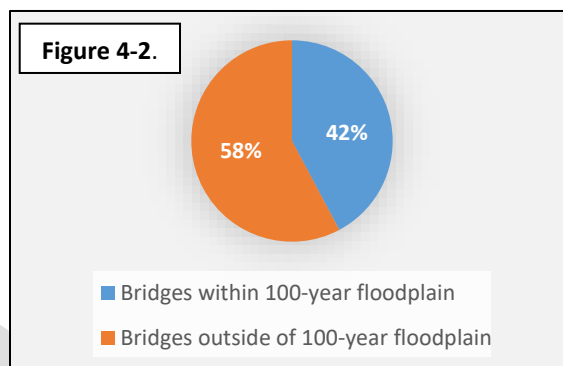 Figure 4-2.
42%
58%
Bridges within 100-year floodplain
Bridges outside of 100-year floodplain